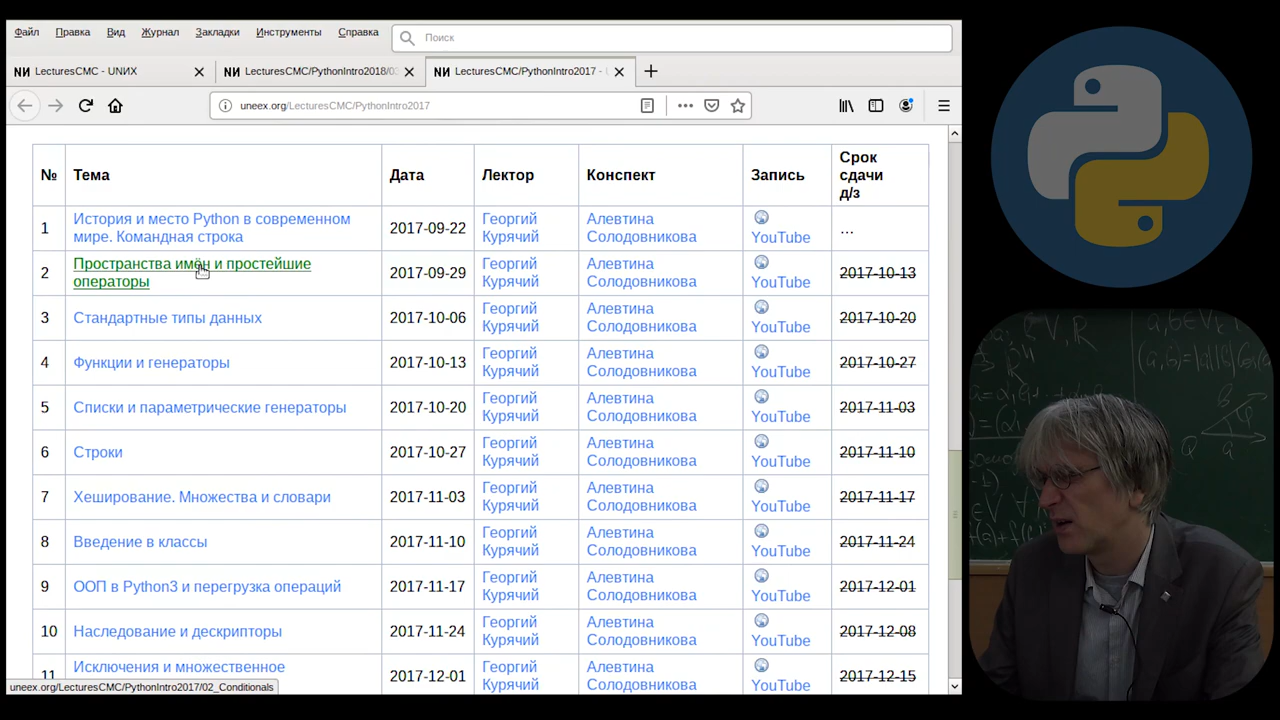 Файл Правка Вид Журнал Закладки Инструменты Справка Поиск
LecturesCMC - UNИX LecturesCMC/PythonIntro2018/0 LecturesCMC/PythonIntro2017 -
uneex.org/LecturesCMC/PythonIntro2017
№ Тема Дата Лектор Конспект Запись Срок сдачи д/з
1 История и место Python в современном мире. Командная строка 2017-09-22 Георгий Курячий Алевтина Солодовникова YouTube …
2 Пространства имён и простейшие операторы 2017-09-29 Георгий Курячий Алевтина Солодовникова YouTube 2017-10-13
3 Стандартные типы данных 2017-10-06 Георгий Курячий Алевтина Солодовникова YouTube 2017-10-20
4 Функции и генераторы 2017-10-13 Георгий Курячий Алевтина Солодовникова YouTube 2017-10-27
5 Списки и параметрические генераторы 2017-10-20 Георгий Курячий Алевтина Солодовникова YouTube 2017-11-03
6 Строки 2017-10-27 Георгий Курячий Алевтина Солодовникова YouTube 2017-11-10
7 Хеширование. Множества и словари 2017-11-03 Георгий Курячий Алевтина Солодовникова YouTube 2017-11-17
8 Введение в классы 2017-11-10 Георгий Курячий Алевтина Солодовникова YouTube 2017-11-24
9 ООП в Python3 и перегрузка операций 2017-11-17 Георгий Курячий Алевтина Солодовникова YouTube 2017-12-01
10 Наследование и дескрипторы 2017-11-24 Георгий Курячий Алевтина Солодовникова YouTube 2017-12-08
11 Исключения и множественное 2017-12-01 Георгий Курячий Алевтина Солодовникова YouTube 2017-12-15
uneex.org/LecturesCMC/PythonIntro2017/02_Conditionals